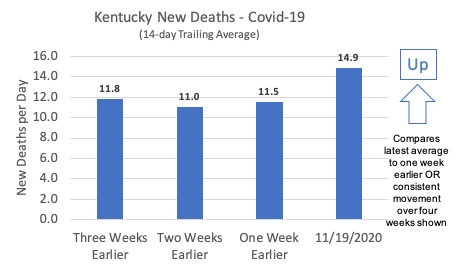 Kentucky New Deaths - Covid-19
(14-day Trailing Average)
New Deaths per Day
16.0
14.0
12.0
10.0
8.0
6.0
4.0
2.0
0.0
11.8
11.0
11.5
14.9
Three Weeks
Earlier
Two Weeks
Earlier
One Week
Earlier
11/19/2020
Up
Compares
latest average
to one week
earlier OR
consistent
movement
over four
weeks shown